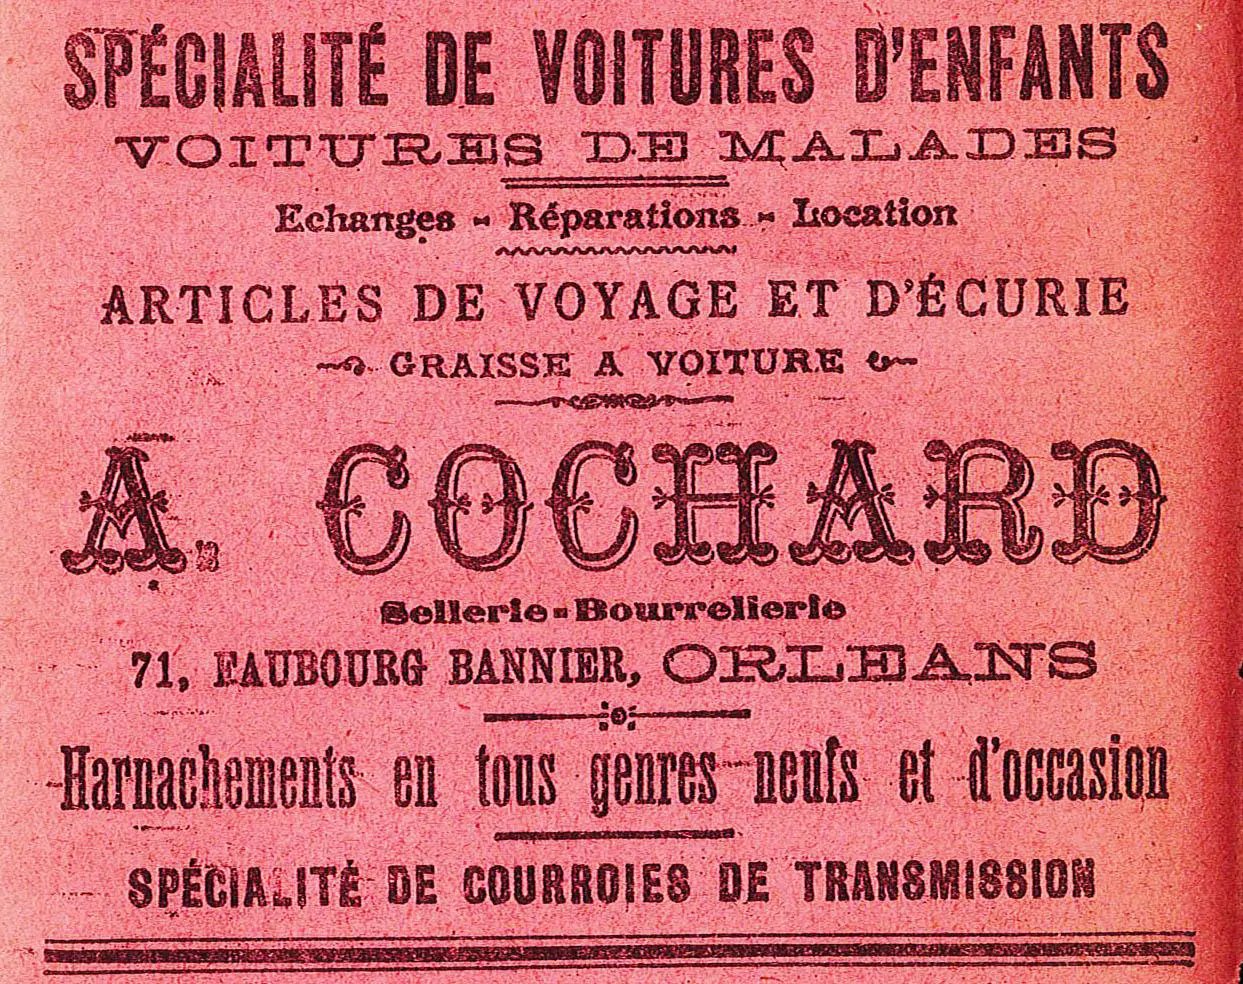 SPÉCIALITÉ DE VOITURES D'ENFANTS
VOITURES DE MALADES
Echanges - Réparations - Location
ARTICLES DE VOYAGE ET D'ÉCURIE
GRAISSE A VOITURE
A. COCHARD
Sellerie-Bourrelierie
71, FAUBOURG BANNIER, ORLEANS
Harnachements en tous genres neufs et d'occasion
SPÉCIALITÉ DE COURROIES DE TRANSMISSION